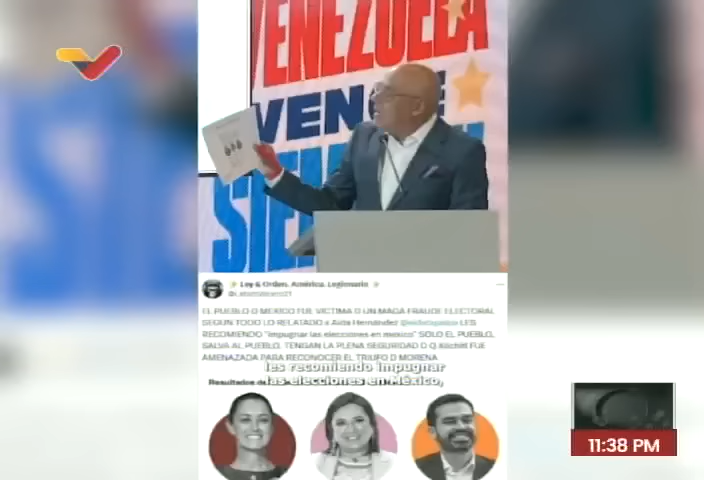 VENEZUELA
VENCE
SIEM
Ley & Orden. América. Legionario
EL PUEBLO D MEXICO FUE VICTIMA D UN MAGA FRAUDE ELECTORAL
SEGUN TODO LO RELATADO x Aida Hernández LES
RECOMIENDO "impugnar las elecciones en mexico" SOLO EL PUEBLO,
SALVA AL PUEBLO, TENGAN LA PLENA SEGURIDAD D Q Xóchitl FUE
AMENAZADA PARA RECONOCER EL TRIUFO D MORENA
les recomiendo impugnar
las elecciones en México,
Resultados
11:38 PM